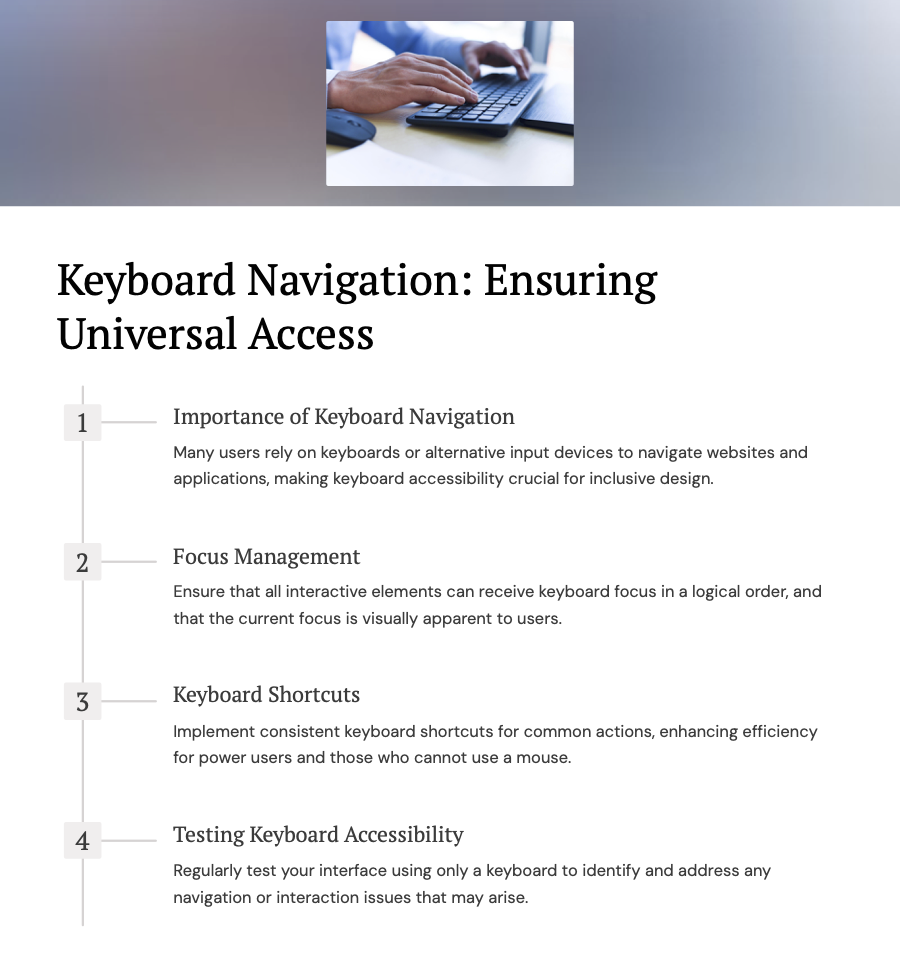 Keyboard Navigation: Ensuring
Universal Access
1
Importance of Keyboard Navigation
Many users rely on keyboards or alternative input devices to navigate websites and
applications, making keyboard accessibility crucial for inclusive design.
2
Focus Management
Ensure that all interactive elements can receive keyboard focus in a logical order, and
that the current focus is visually apparent to users.
3
Keyboard Shortcuts
Implement consistent keyboard shortcuts for common actions, enhancing efficiency
for power users and those who cannot use a mouse.
4
Testing Keyboard Accessibility
Regularly test your interface using only a keyboard to identify and address any
navigation or interaction issues that may arise.